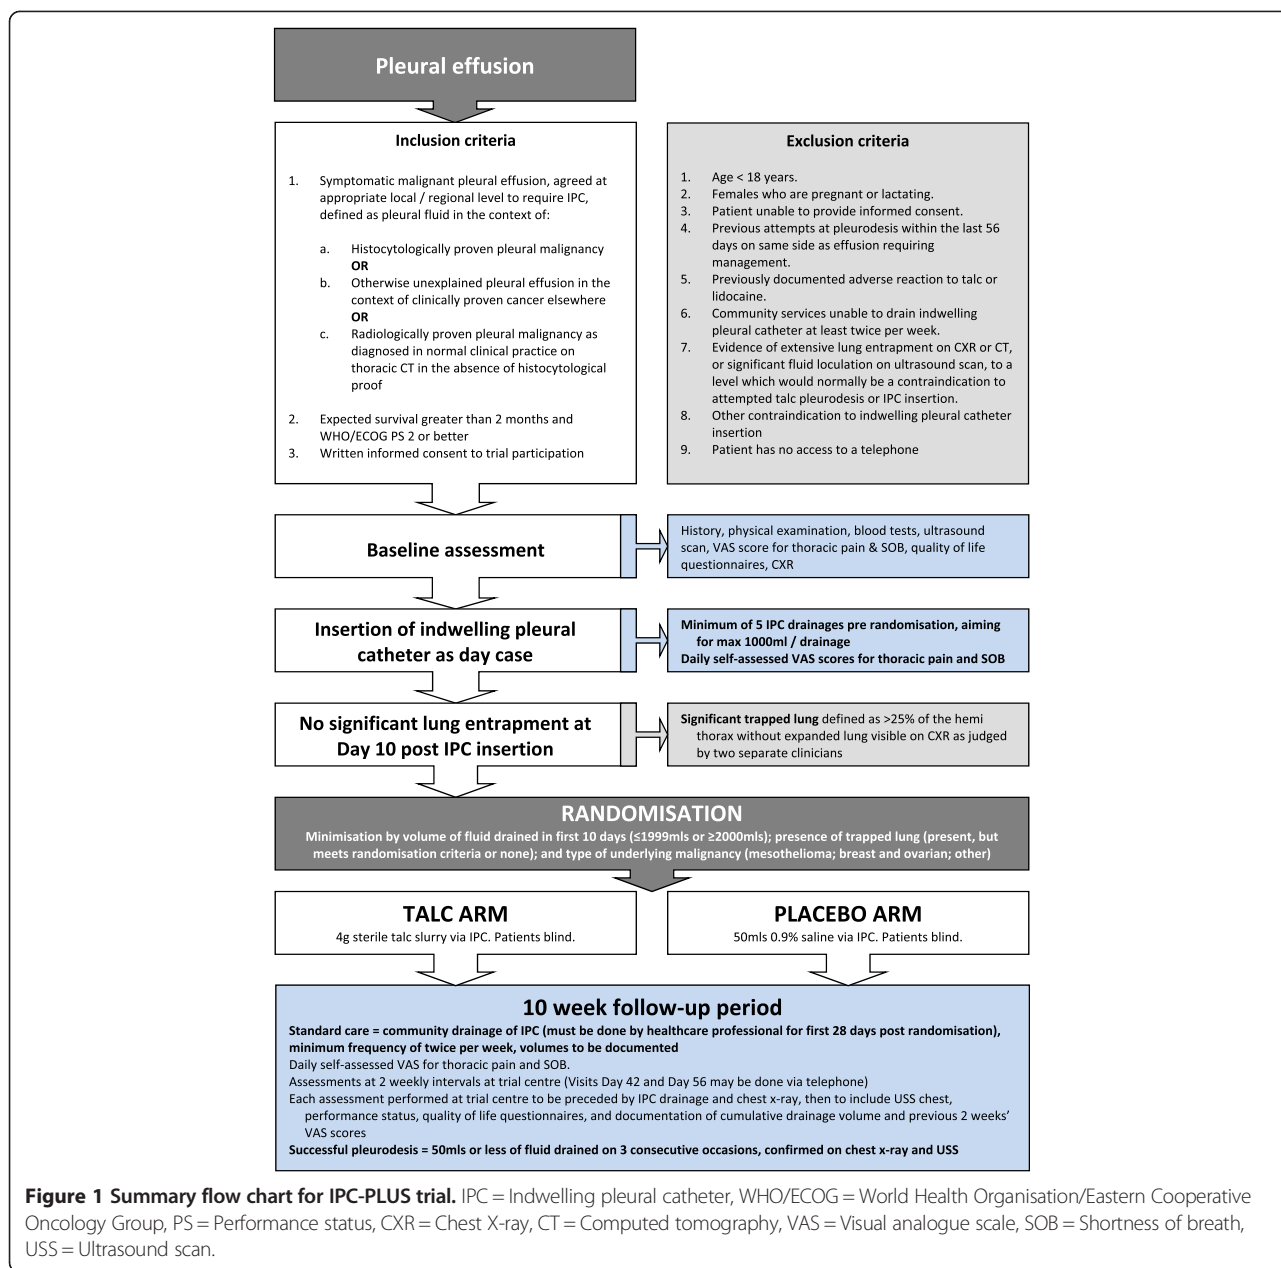 Pleural effusion
Inclusion criteria
1. Symptomatic malignant pleural effusion, agreed at
appropriate local / regional level to require IPC,
defined as pleural fluid in the context of:
a. Histocytologically proven pleural malignancy
OR
b. Otherwise unexplained pleural effusion in the
context of clinically proven cancer elsewhere
OR
c. Radiologically proven pleural malignancy as
diagnosed in normal clinical practice on
thoracic CT in the absence of histocytological
proof
2. Expected survival greater than 2 months and
WHO/ECOG PS 2 or better
3. Written informed consent to trial participation
Exclusion criteria
1. Age < 18 years.
2. Females who are pregnant or lactating.
3. Patient unable to provide informed consent.
4. Previous attempts at pleurodesis within the last 56
days on same side as effusion requiring
management.
5. Previously documented adverse reaction to talc or
lidocaine.
6. Community services unable to drain indwelling
pleural catheter at least twice per week.
7. Evidence of extensive lung entrapment on CXR or CT,
or significant fluid loculation on ultrasound scan, to a
level which would normally be a contraindication to
attempted talc pleurodesis or IPC insertion.
8. Other contraindication to indwelling pleural catheter
insertion
9. Patient has no access to a telephone
Baseline assessment
History, physical examination, blood tests, ultrasound
scan, VAS score for thoracic pain & SOB, quality of life
questionnaires, CXR
Insertion of indwelling pleural
catheter as day case
Minimum of 5 IPC drainages pre randomisation, aiming
for max 1000ml / drainage
Daily self-assessed VAS scores for thoracic pain and SOB
No significant lung entrapment at
Day 10 post IPC insertion
Significant trapped lung defined as >25% of the hemi
thorax without expanded lung visible on CXR as judged
by two separate clinicians
RANDOMISATION
Minimisation by volume of fluid drained in first 10 days (≤1999mls or ≥2000mls); presence of trapped lung (present, but
meets randomisation criteria or none); and type of underlying malignancy (mesothelioma; breast and ovarian; other)
TALC ARM
4g sterile talc slurry via IPC. Patients blind.
PLACEBO ARM
50mls 0.9% saline via IPC. Patients blind.
10 week follow-up period
Standard care = community drainage of IPC (must be done by healthcare professional for first 28 days post randomisation),
minimum frequency of twice per week, volumes to be documented
Daily self-assessed VAS for thoracic pain and SOB.
Assessments at 2 weekly intervals at trial centre (Visits Day 42 and Day 56 may be done via telephone)
Each assessment performed at trial centre to be preceded by IPC drainage and chest x-ray, then to include USS chest,
performance status, quality of life questionnaires, and documentation of cumulative drainage volume and previous 2 weeks'
VAS scores
Successful pleurodesis = 50mls or less of fluid drained on 3 consecutive occasions, confirmed on chest x-ray and USS
Figure 1 Summary flow chart for IPC-PLUS trial. IPC = Indwelling pleural catheter, WHO/ECOG = World Health Organisation/Eastern Cooperative
Oncology Group, PS = Performance status, CXR = Chest X-ray, CT = Computed tomography, VAS = Visual analogue scale, SOB = Shortness of breath,
USS = Ultrasound scan.